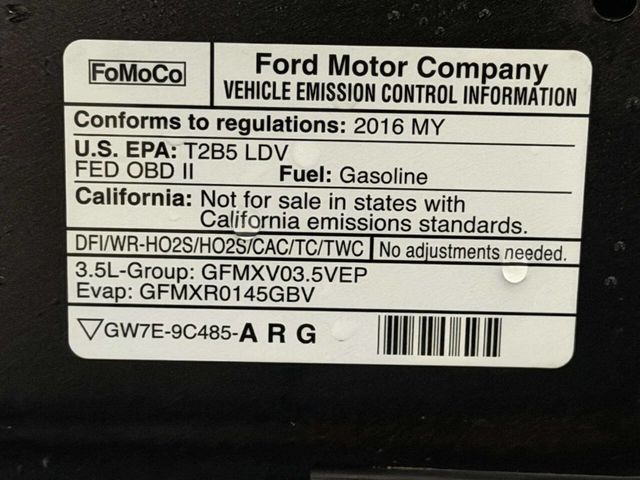 FoMoCo
Ford Motor Company
VEHICLE EMISSION CONTROL INFORMATION
Conforms to regulations: 2016 MY
U.S. EPA: T2B5 LDV
FED OBD II Fuel: Gasoline
California: Not for sale in states with
California emissions standards.
DFI/WR-HO2S/HO2S/CAC/TC/TWC No adjustments needed.
3.5L-Group: GFMXV03.5VEP
Evap: GFMXR0145GBV
GW7E-9C485-A R G